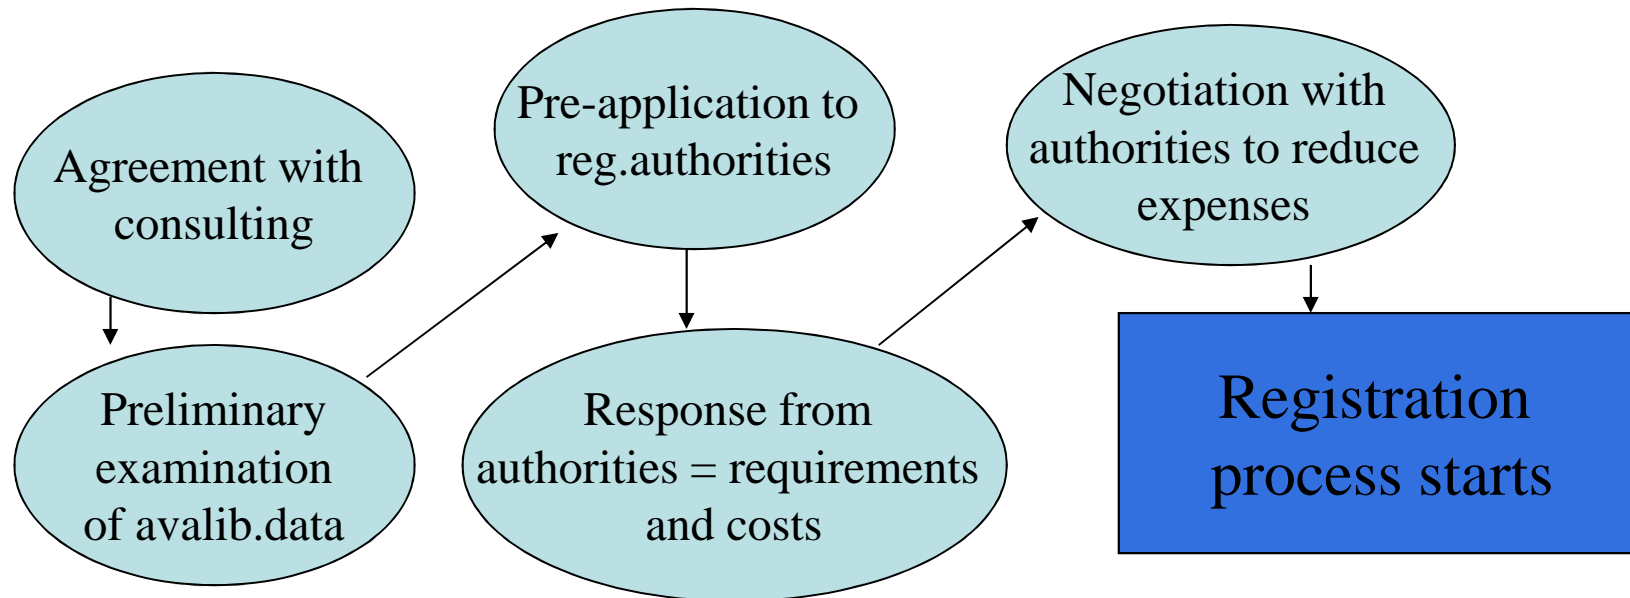 Agreement with
consulting
Preliminary
examination
of avalib.data
Pre-application to
reg.authorities
Response from
authorities = requirements
and costs
Negotiation with
authorities to reduce
expenses
Registration
process starts